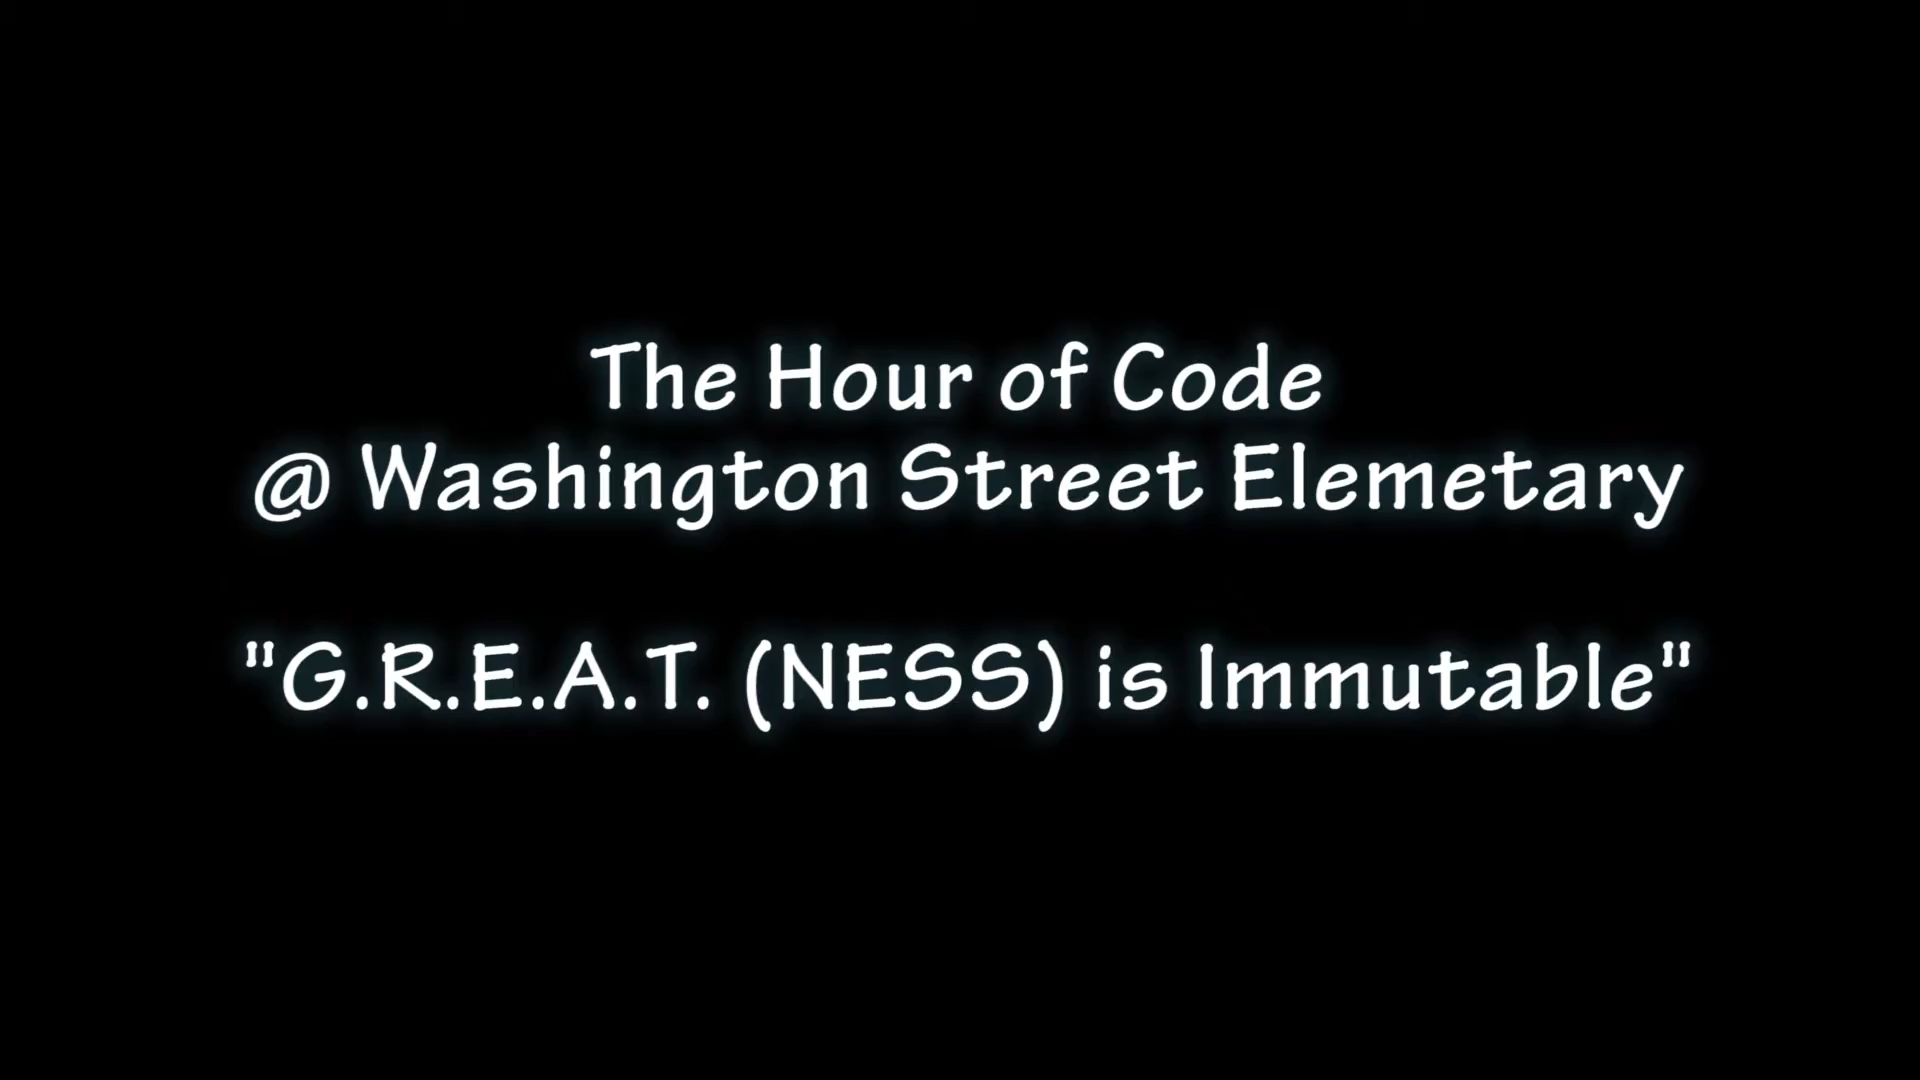 The Hour of Code
@ Washington Street Elemetary
"G.R.E.A.T. (NESS) is Immutable"